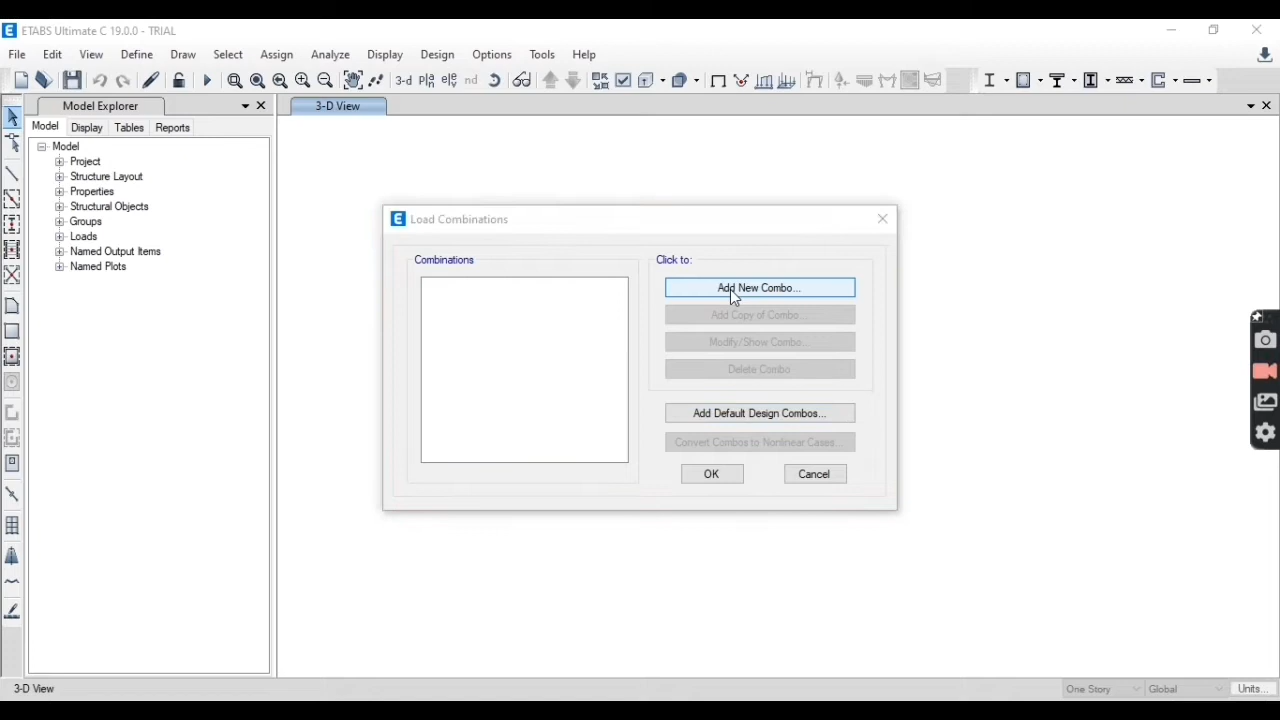 ETABS Ultimate C 19.0.0 - TRIAL
File Edit View Define Draw Select Assign Analyze Display Design Options Tools Help
3-d nd
Model Explorer
3-D View
Model Display Tables Reports
Model
Project
Structure Layout
Properties
Structural Objects
Groups
Loads
Named Output Items
Named Plots
Load Combinations
Combinations
Click to:
Add New Combo...
Add Copy of Combo...
Modify/Show Combo...
Delete Combo
Add Default Design Combos...
Convert Combos to Nonlinear Cases...
OK Cancel
3-D View
One Story Global Units...